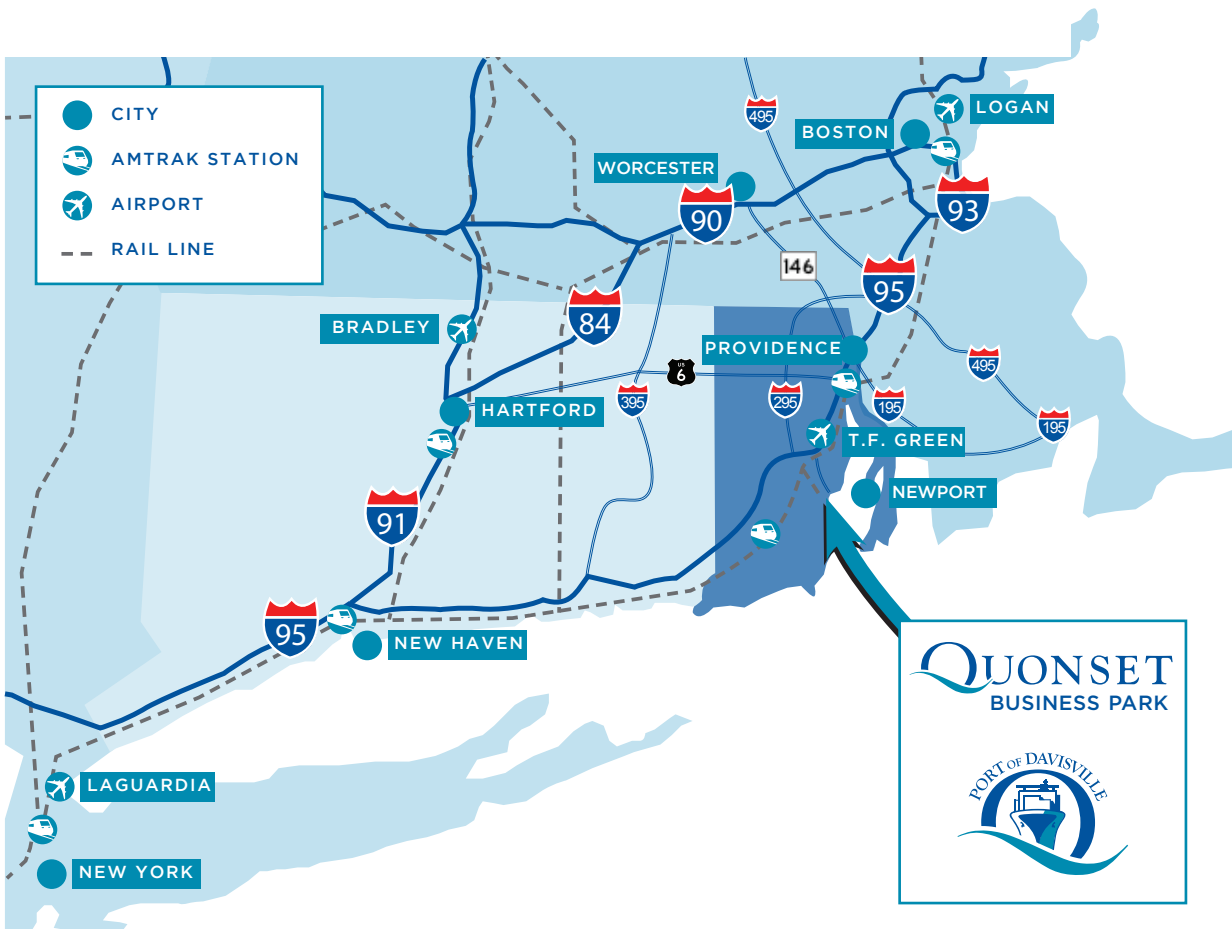 CITY
AMTRAK STATION
AIRPORT
RAIL LINE
LOGAN
495
BOSTON
WORCESTER
90
93
146
95
84
BRADLEY
PROVIDENCE
US
6
495
395
295
195
HARTFORD
195
T.F. GREEN
NEWPORT
91
95
NEW HAVEN
QUONSET
BUSINESS PARK
PORT OF DAVISVILLE
LAGUARDIA
NEW YORK